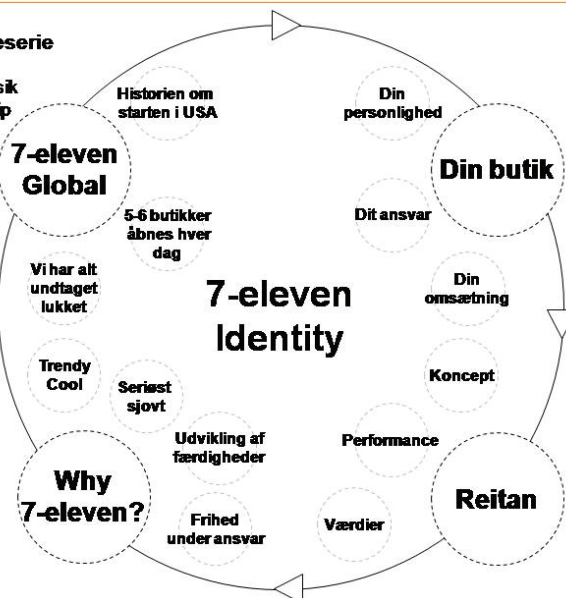 eserie
sik
ip
Historien om
starten i USA
Din
personlighed
7-eleven
Global
Din butik
5-6 butikker
åbnes hver
dag
Dit ansvar
Vi har alt
undtaget
lukket
7-eleven
Identity
Din
omsætning
Trendy
Cool
Seriøst
sjovt
Koncept
Udvikling af
færdigheder
Performance
Why
7-eleven?
Frihed
under ansvar
Værdier
Reitan